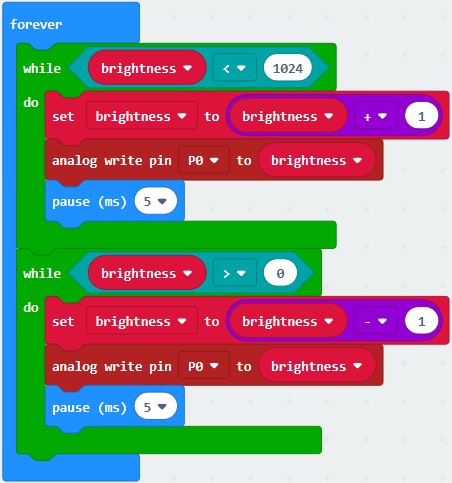 forever
while brightness < 1024
do
set brightness to brightness + 1
analog write pin P0 to brightness
pause (ms) 5
while brightness > 0
do
set brightness to brightness - 1
analog write pin P0 to brightness
pause (ms) 5